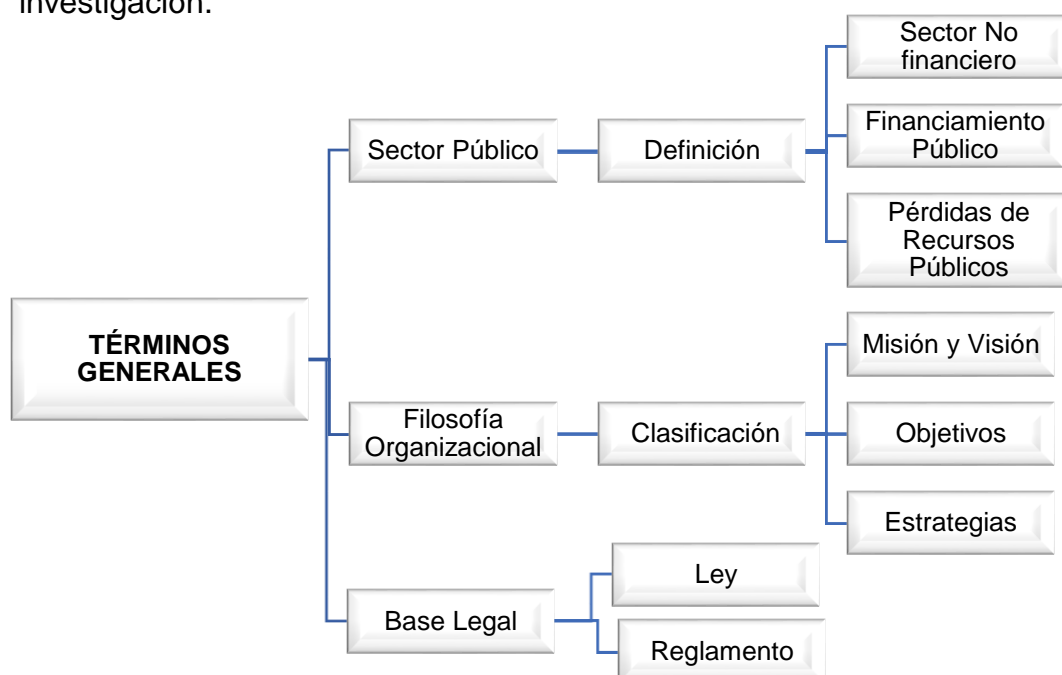 investigación.
Sector No
financiero
Sector Público
Definición
Financiamiento
Público
Pérdidas de
Recursos
Públicos
TÉRMINOS
GENERALES
Misión y Visión
Filosofía
Organizacional
Clasificación
Objetivos
Estrategias
Base Legal
Ley
Reglamento